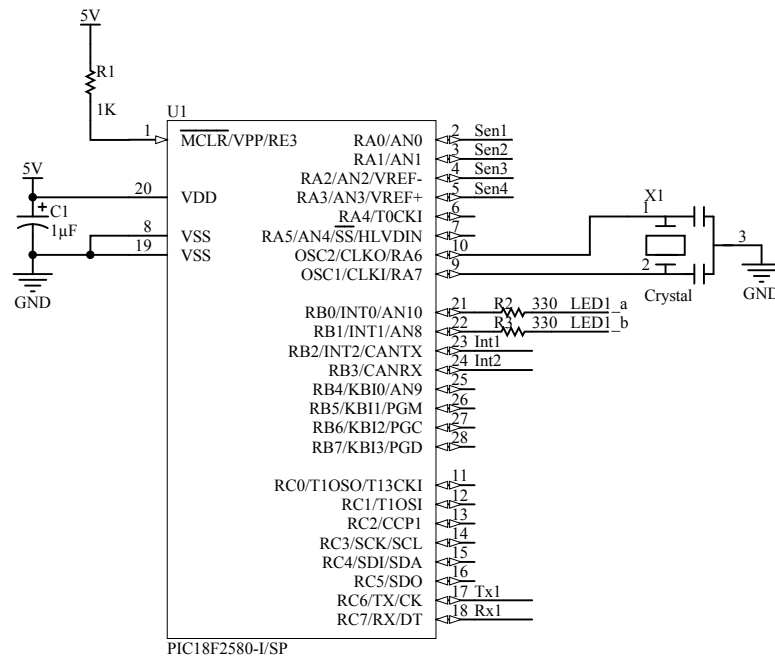 5V
R1
1K
U1
1 MCLR/VPP/RE3
5V
20 VDD
C1
1µF
8 VSS
19 VSS
GND
RA0/AN0 2 Sen1
RA1/AN1 3 Sen2
RA2/AN2/VREF- 4 Sen3
RA3/AN3/VREF+ 5 Sen4
RA4/T0CKI 6
RA5/AN4/SS/HLVDIN 7
OSC2/CLKO/RA6 10
OSC1/CLKI/RA7 9
X1
1
2
3
Crystal
GND
RB0/INT0/AN10 21 R2 330 LED1_a
RB1/INT1/AN8 22 R3 330 LED1_b
RB2/INT2/CANTX 23 Int1
RB3/CANRX 24 Int2
RB4/KBI0/AN9 25
RB5/KBI1/PGM 26
RB6/KBI2/PGC 27
RB7/KBI3/PGD 28
RC0/T1OSO/T13CKI 11
RC1/T1OSI 12
RC2/CCP1 13
RC3/SCK/SCL 14
RC4/SDI/SDA 15
RC5/SDO 16
RC6/TX/CK 17 Tx1
RC7/RX/DT 18 Rx1
PIC18F2580-I/SP